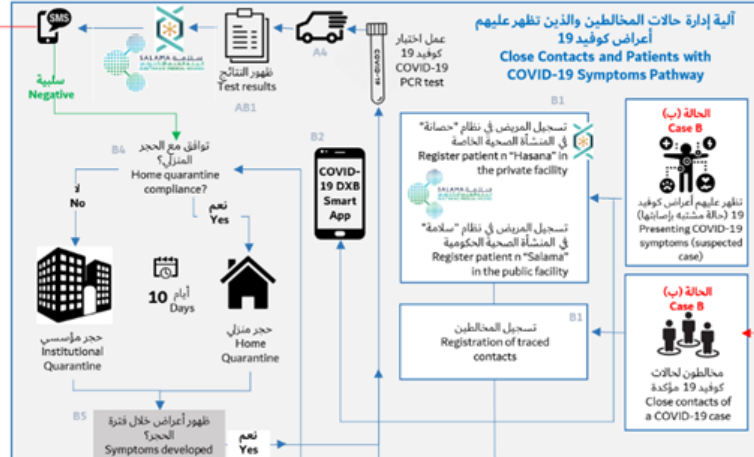 آلية إدارة حالات المخالطين والذين تظهر عليهم
أعراض كوفيد 19
Close Contacts and Patients with
COVID-19 Symptoms Pathway
SMS
سلبية
Negative
SALAMA سلامة
ظهور النتائج
Test results
AB1
A4
COVID-19
عمل اختبار
كوفيد 19
COVID-19
PCR test
B1
تسجيل المريض في نظام "حصانة"
في المنشأة الصحية الخاصة
Register patient n "Hasana" in
the private facility
SALAMA سلامة
تسجيل المريض في نظام "سلامة"
في المنشأة الصحية الحكومية
Register patient n "Salama"
in the public facility
الحالة (ب)
Case B
تظهر عليهم أعراض كوفيد
19 (حالة مشتبه بإصابتها)
Presenting COVID-19
symptoms (suspected
case)
B2
COVID-
19 DXB
Smart
App
B4
توافق مع الحجر
المنزلي؟
Home quarantine
compliance?
لا
No
نعم
Yes
10 أيام
Days
حجر مؤسسي
Institutional
Quarantine
حجر منزلي
Home
Quarantine
B1
تسجيل المخالطين
Registration of traced
contacts
الحالة (ب)
Case B
مخالطون لحالات
كوفيد 19 مؤكدة
Close contacts of
a COVID-19 case
B5
ظهور أعراض خلال فترة
الحجر؟
Symptoms developed
نعم
Yes